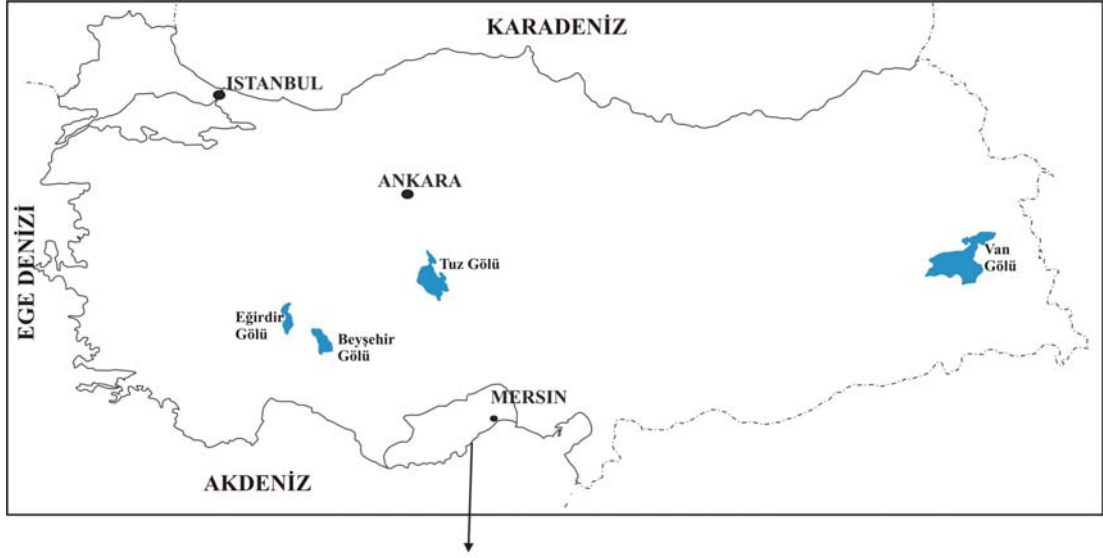 KARADENİZ
ISTANBUL
ANKARA
EGE DENİZİ
Tuz Gölü
Van
Gölü
Eğirdir
Gölü
Beyşehir
Gölü
MERSIN
AKDENİZ